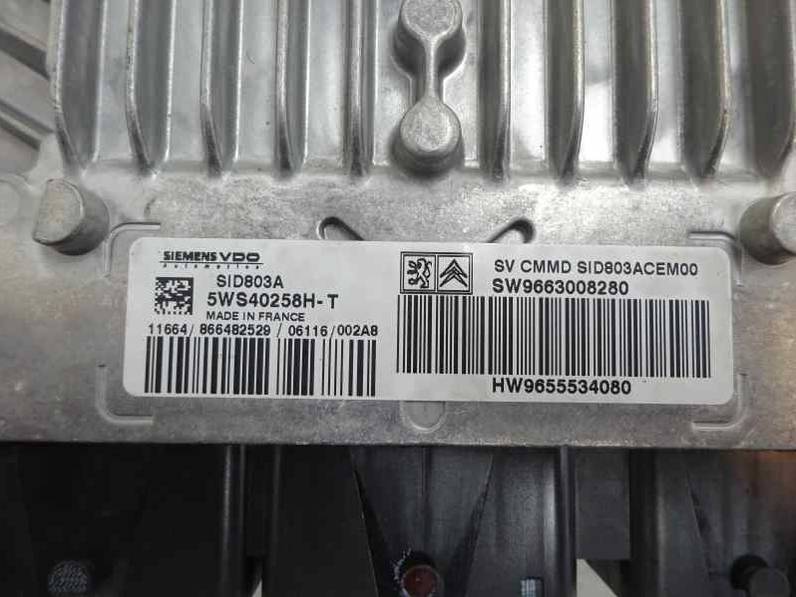 SIEMENS VDO
Automotive
SID803A
5WS40258H-T
MADE IN FRANCE
11664/866482529/06116/002A8
SV CMMD SID803ACEM00
SW9663008280
HW9655534080